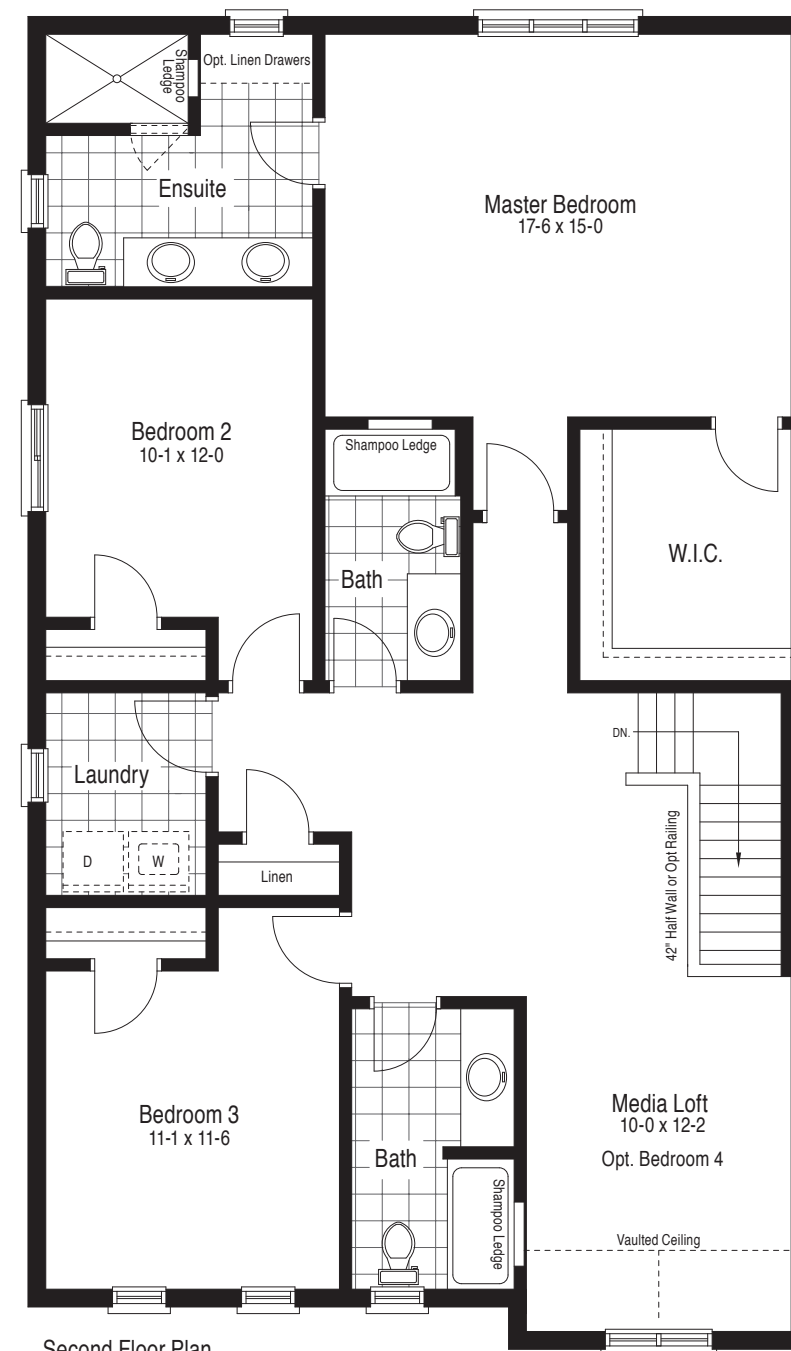 Shampoo
Ledge
Opt. Linen Drawers
Ensuite
Master Bedroom
17-6 x 15-0
Bedroom 2
10-1 x 12-0
Shampoo Ledge
Bath
W.I.C.
DN.
Laundry
D
W
Linen
42" Half Wall or Opt Railing
Bedroom 3
11-1 x 11-6
Bath
Shampoo Ledge
Media Loft
10-0 x 12-2
Opt. Bedroom 4
Vaulted Ceiling
Second Floor Plan